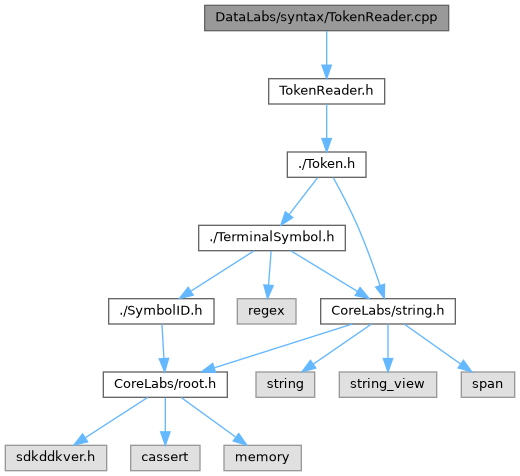 DataLabs/syntax/TokenReader.cpp
TokenReader.h
./Token.h
./TerminalSymbol.h
./SymbolID.h
regex
CoreLabs/string.h
CoreLabs/root.h
string
string_view
span
sdkddkver.h
cassert
memory